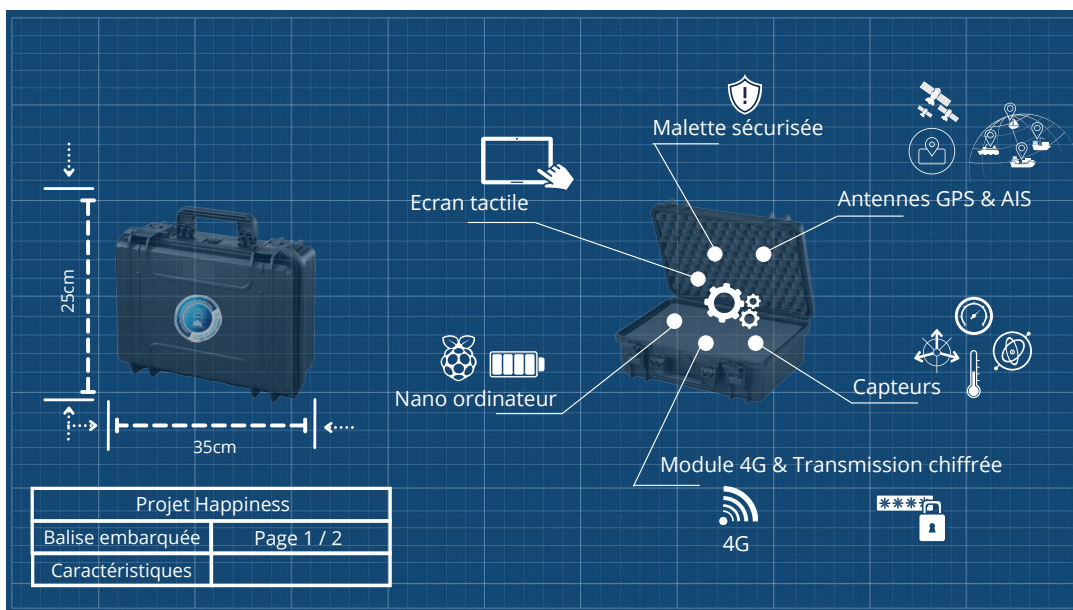 Malette sécurisée
Ecran tactile
Antennes GPS & AIS
25cm
35cm
Nano ordinateur
Capteurs
Module 4G & Transmission chiffrée
4G
Projet Happiness
Balise embarquée
Page 1 / 2
Caractéristiques